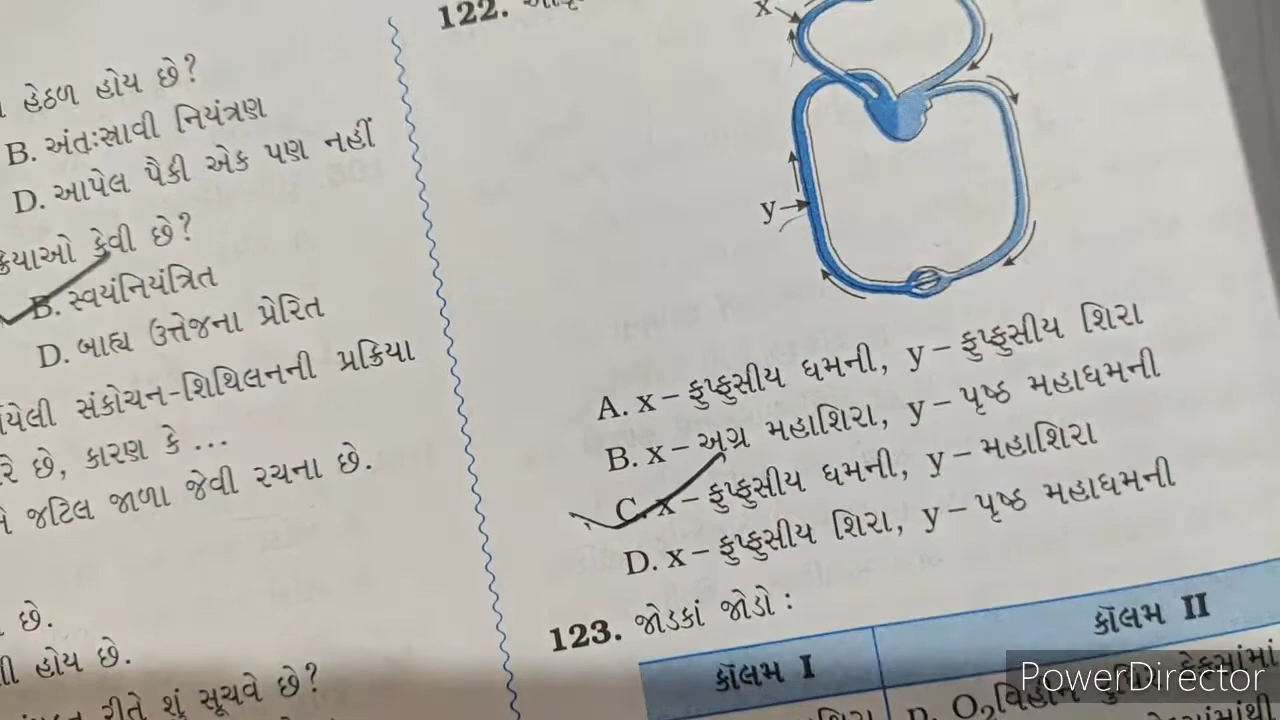 હેઠળ હોય છે?
B. અંતઃસ્રાવી નિયંત્રણ
D. આપેલ પૈકી એક પણ નહીં
કેવી છે?
B. સ્વયંનિયંત્રિત
D. બાહ્ય ઉત્તેજના પ્રેરિત
સંકોચન-શિથિલનની પ્રક્રિયા
છે, કારણ કે ...
જટિલ જાળા જેવી રચના છે.
છે.
હોય છે.
રીતે શું સૂચવે છે?
122.
x
y
A. x – ફુપ્ફુસીય ધમની, y – ફુપ્ફુસીય શિરા
B. x – અગ્ર મહાશિરા, y – પૃષ્ઠ મહાધમની
C. x – ફુપ્ફુસીય ધમની, y – મહાશિરા
D. x – ફુપ્ફુસીય શિરા, y – પૃષ્ઠ મહાધમની
123. જોડકાં જોડો :
કૉલમ I
કૉલમ II
O₂વિહીન
PowerDirector